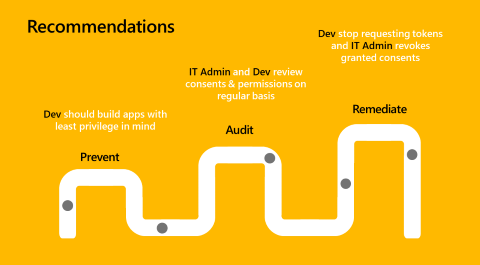 Recommendations
Dev should build apps with
least privilege in mind
Prevent
IT Admin and Dev review
consents & permissions on
regular basis
Audit
Dev stop requesting tokens
and IT Admin revokes
granted consents
Remediate